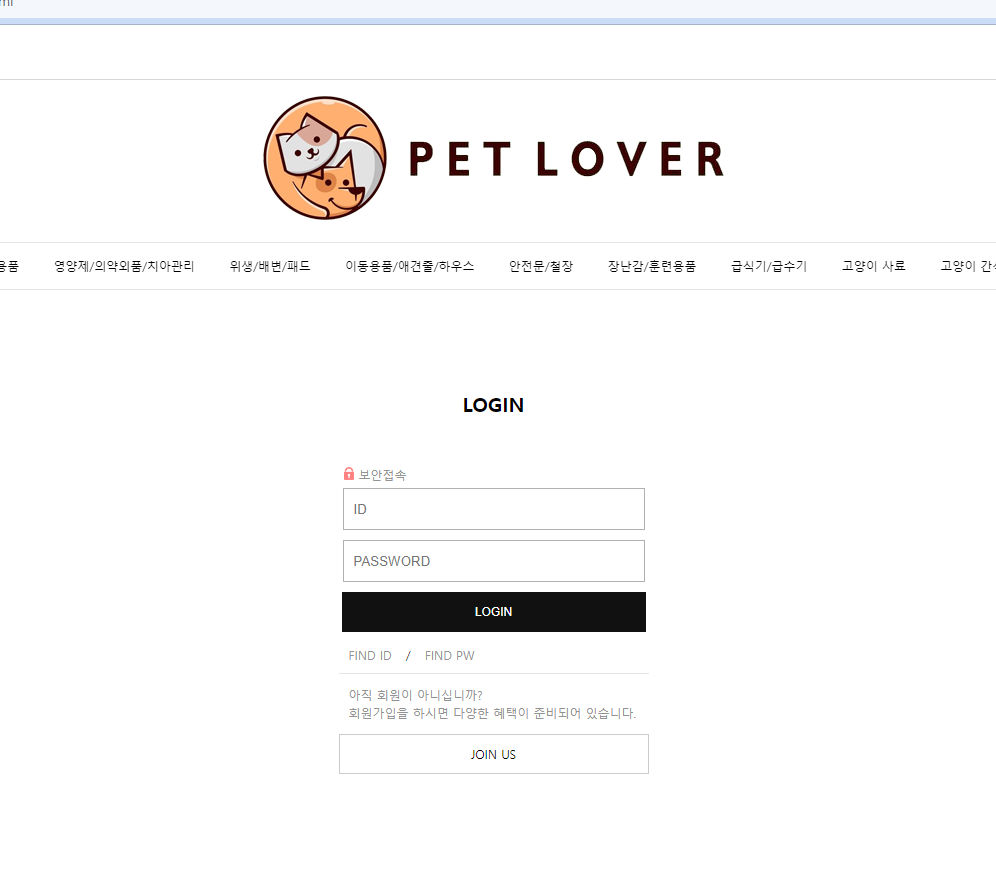 PET LOVER
용품 영양제/의약외품/치아관리 위생/배변/패드 이동용품/애견줄/하우스 안전문/철장 장난감/훈련용품 급식기/급수기 고양이 사료 고양이
LOGIN
보안접속
ID
PASSWORD
LOGIN
FIND ID / FIND PW
아직 회원이 아니십니까?
회원가입을 하시면 다양한 혜택이 준비되어 있습니다.
JOIN US